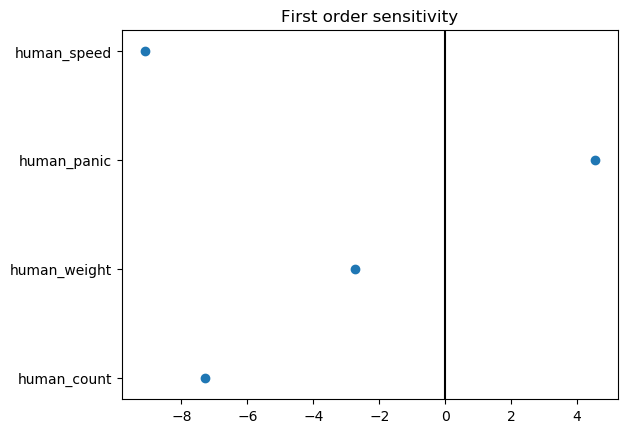 First order sensitivity
human_speed
human_panic
human_weight
human_count
−8 −6 −4 −2 0 2 4